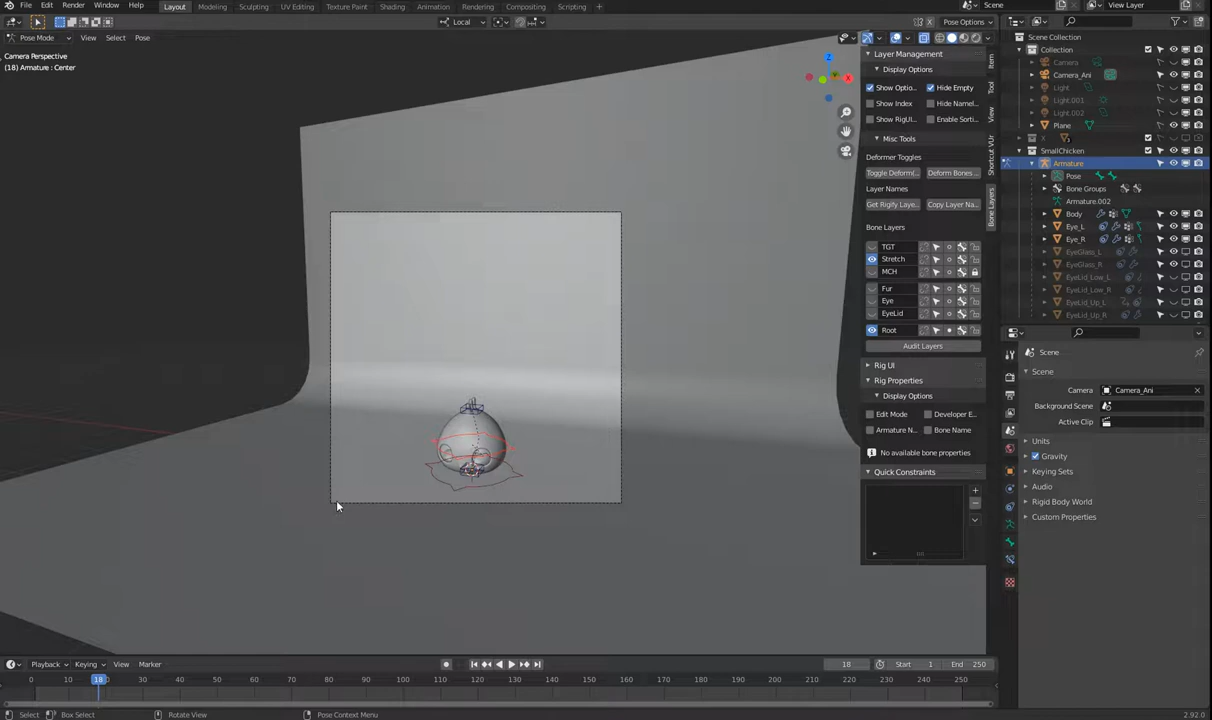 File Edit Render Window Help Layout Modeling Sculpting UV Editing Texture Paint Shading Animation Rendering Compositing Scripting + Scene View Layer
Local Pose Options
Pose Mode View Select Pose
Camera Perspective
(18) Armature : Center
Layer Management
Display Options
Show Optio... Hide Empty
Show Index Hide Namel...
Show RigUI... Enable Sorti...
Misc Tools
Deformer Toggles
Toggle Deform(... Deform Bones ...
Layer Names
Get Rigify Laye... Copy Layer Na...
Bone Layers
TGT
Stretch
MCH
Fur
Eye
EyeLid
Root
Audit Layers
Rig UI
Rig Properties
Display Options
Edit Mode Developer E...
Armature N... Bone Name
No available bone properties
Quick Constraints
Item
Tool
View
Shortcut VUr
Bone Layers
Scene Collection
Collection
Camera
Camera_Ani
Light
Light.001
Light.002
Plane
X
SmallChicken
Armature
Pose
Bone Groups
Armature.002
Body
Eye_L
Eye_R
EyeGlass_L
EyeGlass_R
EyeLid_Low_L
EyeLid_Low_R
EyeLid_Up_L
EyeLid_Up_R
Scene
Scene
Camera Camera_Ani
Background Scene
Active Clip
Units
Gravity
Keying Sets
Audio
Rigid Body World
Custom Properties
Playback Keying View Marker 18 Start 1 End 250
0 10 18 30 40 50 60 70 80 90 100 110 120 130 140 150 160 170 180 190 200 210 220 230 240 250
Select Box Select Rotate View Pose Context Menu 2.92.0